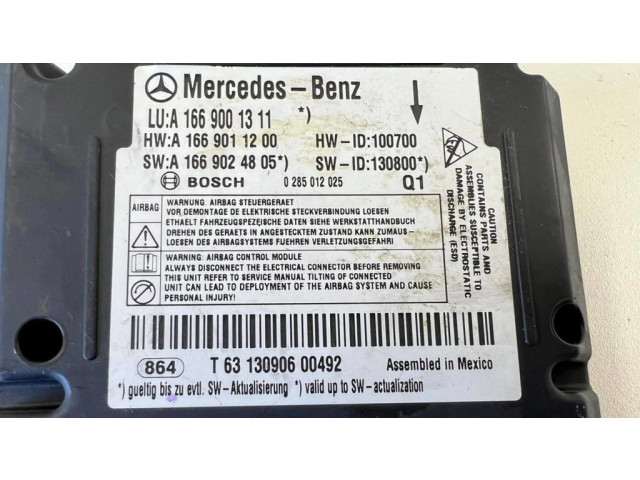 Mercedes-Benz
LU:A 166 900 13 11 *)
HW:A 166 901 12 00 HW-ID:100700
SW:A 166 902 48 05*) SW-ID:130800*)
BOSCH 0 285 012 025 Q1
AIRBAG
WARNUNG: AIRBAG STEUERGERAET
VOR DEMONTAGE DE ELEKTRISCHE STECKVERBINDUNG LOESEN
ETHAELT FAHRZEUGSPEZIFISCHE DATEN SIEHE WERKSTATTHANDBUCH
DREHEN DES GERAETS IN ANGESTECKTEM ZUSTAND KANN ZUMAUS-
LOESEN DES AIRBAGSYSTEMS FUEHREN VERLETZUNGSGEFAHR!
WARNUNG: AIRBAG CONTROL MODULE
ALWAYS DISCONNECT THE ELECTRICAL CONNECTOR BEFORE REMOVING
THIS UNIT REFER TO SERVICE MANUAL TILTING OF CONNECTED
UNIT CAN LEAD TO DEPLOYMENT OF THE AIRBAG SYSTEM AND CAUSE
PERSONAL INJURY!
CAUTION
CONTAINS PARTS AND
ASSEMBLIES SUSCEPTIBLE TO
DAMAGE BY ELECTROSTATIC
DISCHARGE (ESD)
864 T 63 130906 00492 Assembled in Mexico
*) gueltig bis zu evtl. SW-Aktualisierung *) valid up to SW-actualization